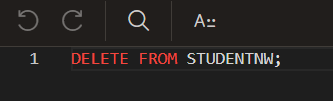 A::
1 DELETE FROM STUDENTNW;